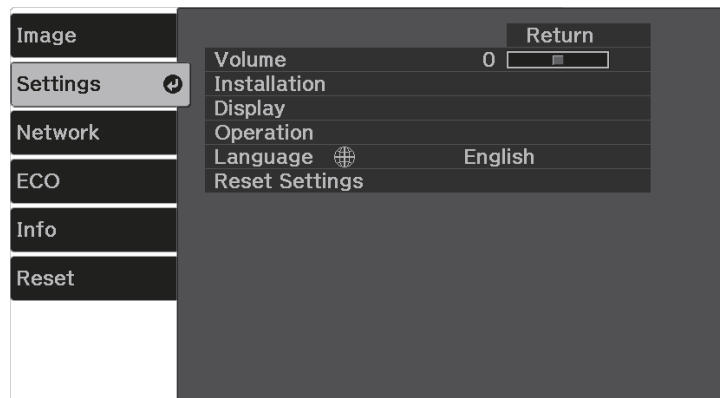 Image
Settings
Network
ECO
Info
Reset
Return
Volume 0
Installation
Display
Operation
Language English
Reset Settings